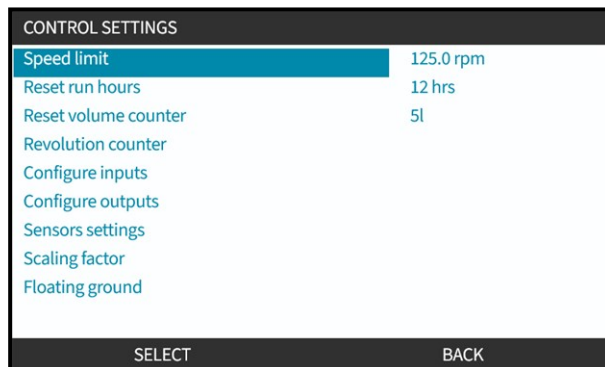 CONTROL SETTINGS
Speed limit 125.0 rpm
Reset run hours 12 hrs
Reset volume counter 5l
Revolution counter
Configure inputs
Configure outputs
Sensors settings
Scaling factor
Floating ground
SELECT BACK